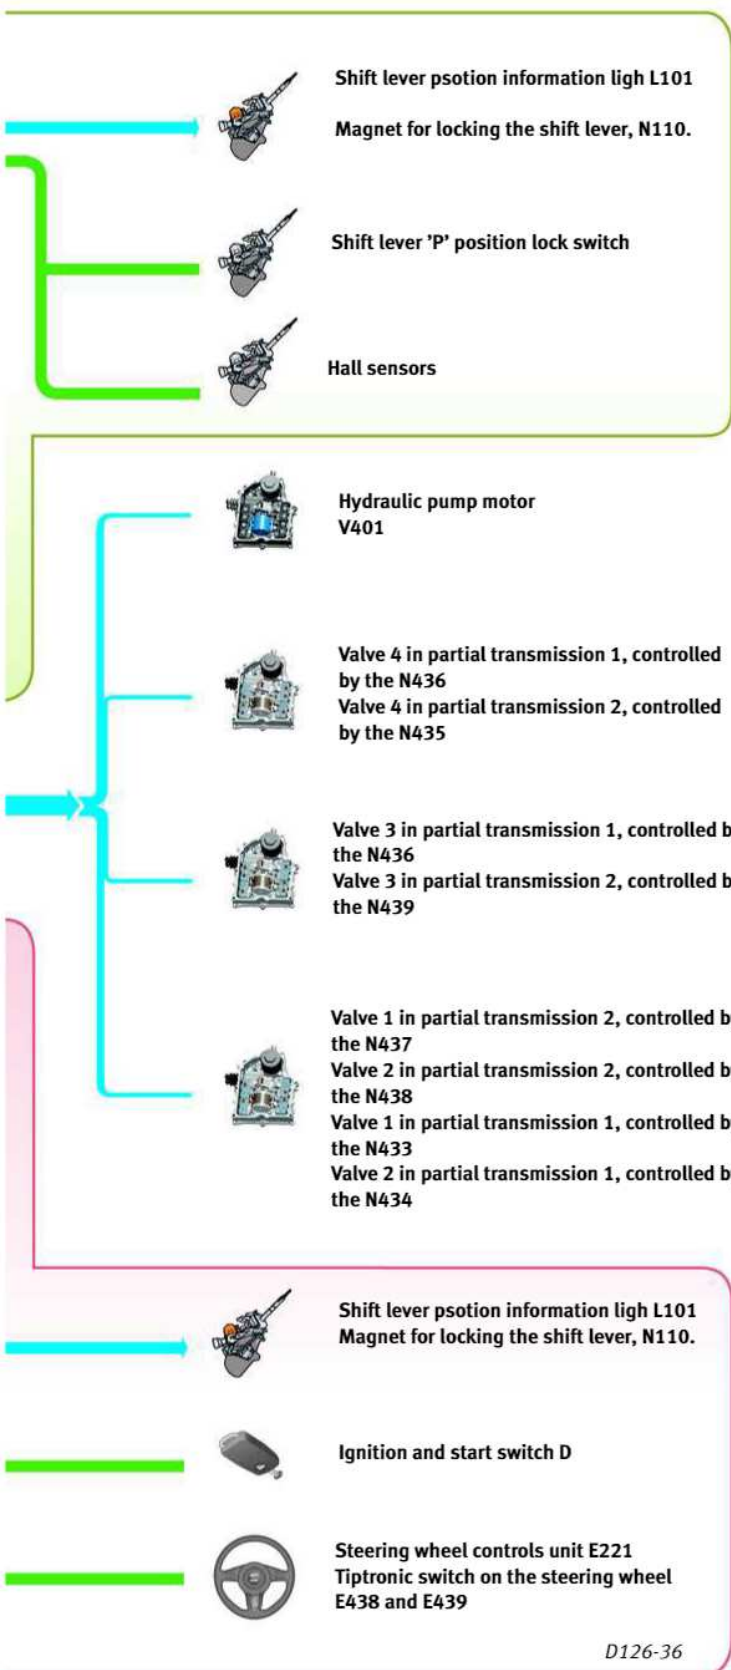 Shift lever psotion information ligh L101
Magnet for locking the shift lever, N110.
Shift lever ’P’ position lock switch
Hall sensors
Hydraulic pump motor
V401
Valve 4 in partial transmission 1, controlled
by the N436
Valve 4 in partial transmission 2, controlled
by the N435
Valve 3 in partial transmission 1, controlled b
the N436
Valve 3 in partial transmission 2, controlled b
the N439
Valve 1 in partial transmission 2, controlled b
the N437
Valve 2 in partial transmission 2, controlled b
the N438
Valve 1 in partial transmission 1, controlled b
the N433
Valve 2 in partial transmission 1, controlled b
the N434
Shift lever psotion information ligh L101
Magnet for locking the shift lever, N110.
Ignition and start switch D
Steering wheel controls unit E221
Tiptronic switch on the steering wheel
E438 and E439
D126-36